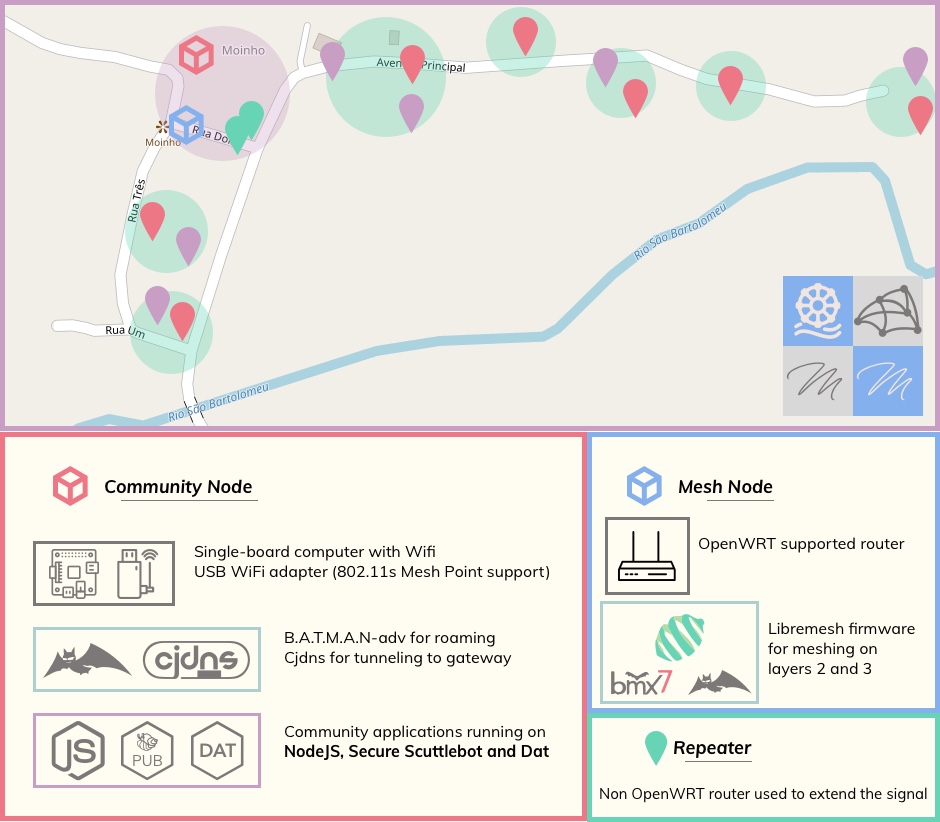 Moinho
Avenida Principal
Rua Do
Moinho
Rua Três
Rio São Bartolomeu
Rua Um
Rio São Bartolomeu
Community Node
Single-board computer with Wifi
USB WiFi adapter (802.11s Mesh Point support)
cjdns
B.A.T.M.A.N-adv for roaming
Cjdns for tunneling to gateway
JS
PUB
DAT
Community applications running on
NodeJS, Secure Scuttlebot and Dat
Mesh Node
OpenWRT supported router
bmx7
Libremesh firmware
for meshing on
layers 2 and 3
Repeater
Non OpenWRT router used to extend the signal